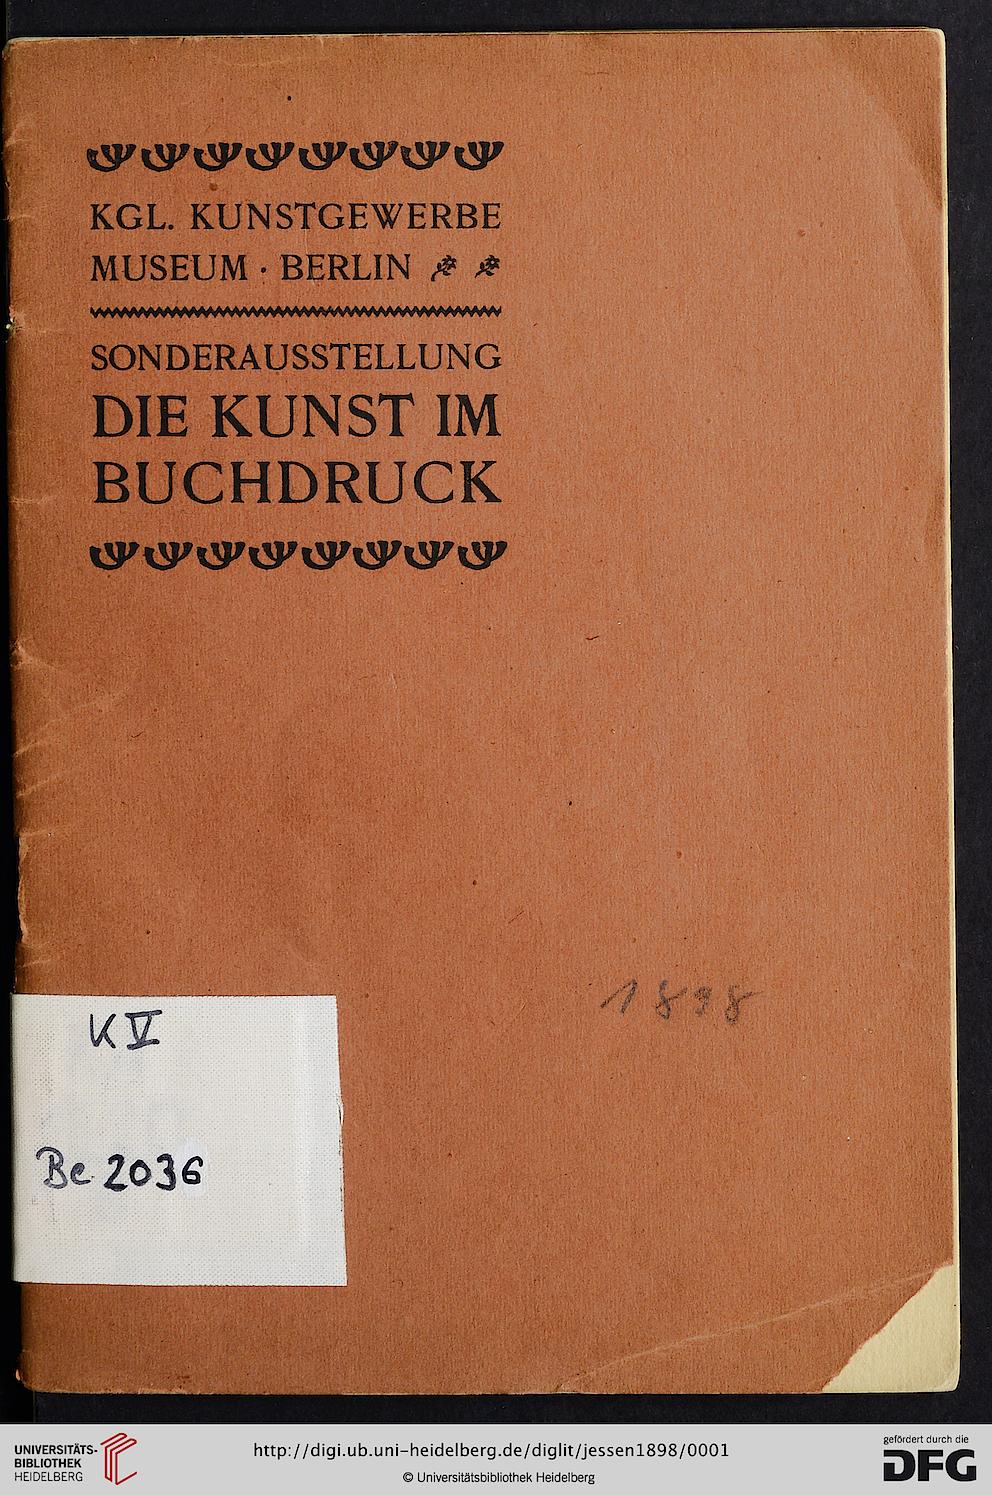 KGL. KUNSTGEWERBE
MUSEUM · BERLIN
SONDERAUSSTELLUNG
DIE KUNST IM
BUCHDRUCK
1898
K V
Be 2036
UNIVERSITÄTS-
BIBLIOTHEK
HEIDELBERG
http://digi.ub.uni-heidelberg.de/diglit/jessen1898/0001
© Universitätsbibliothek Heidelberg
gefördert durch die
DFG